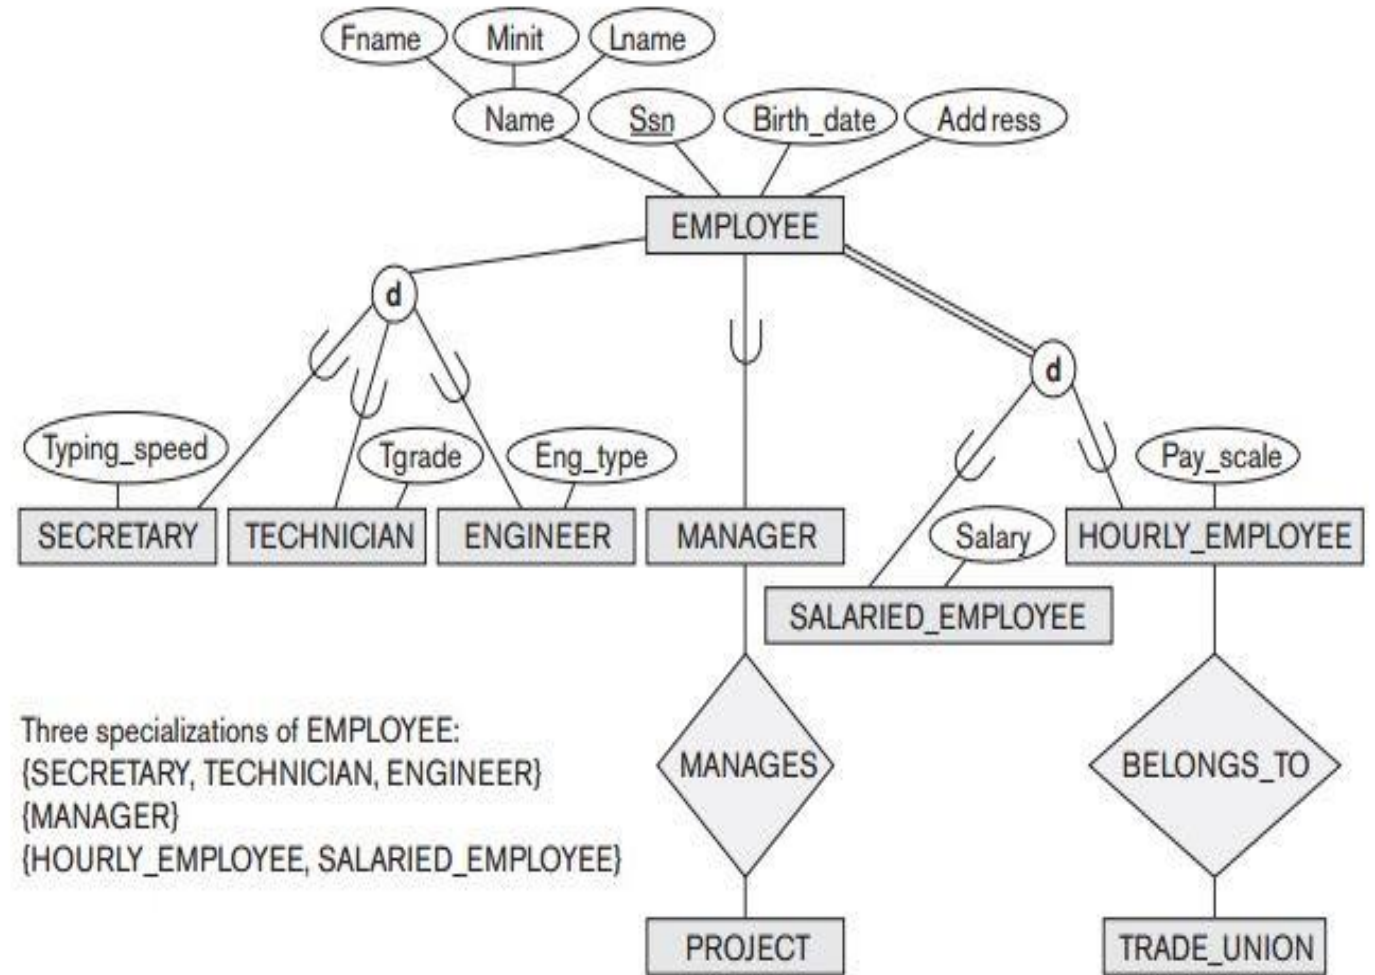 Fname Minit Lname
Name Ssn Birth_date Address
EMPLOYEE
d
d
Typing_speed Tgrade Eng_type Pay_scale
SECRETARY TECHNICIAN ENGINEER MANAGER Salary HOURLY_EMPLOYEE
SALARIED_EMPLOYEE
Three specializations of EMPLOYEE:
{SECRETARY, TECHNICIAN, ENGINEER}
{MANAGER}
{HOURLY_EMPLOYEE, SALARIED_EMPLOYEE}
MANAGES BELONGS_TO
PROJECT TRADE_UNION